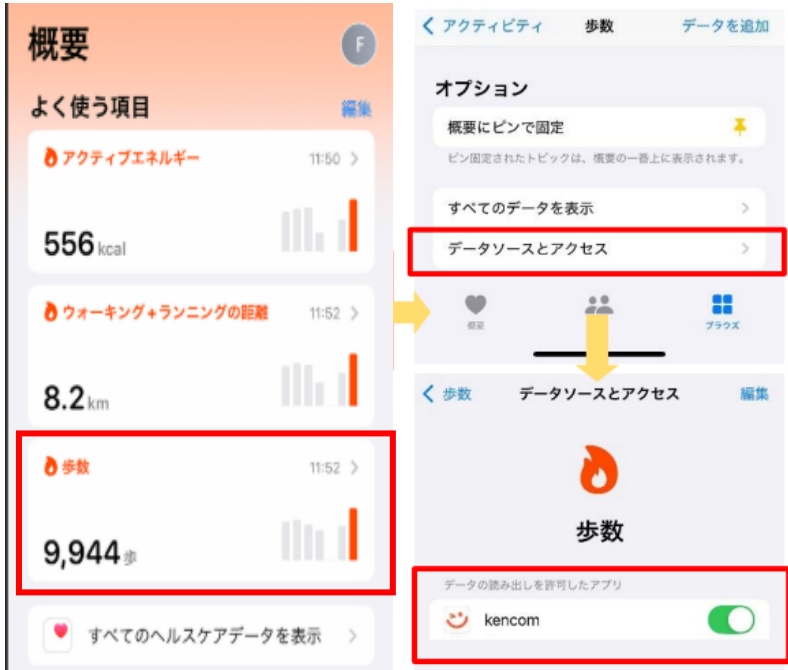 概要
F
よく使う項目
編集
アクティブエネルギー
11:50
556 kcal
ウォーキング+ランニングの距離
11:52
8.2 km
歩数
11:52
9,944 歩
すべてのヘルスケアデータを表示
アクティビティ
歩数
データを追加
オプション
概要にピンで固定
ピン固定されたトピックは、概要の一番上に表示されます。
すべてのデータを表示
データソースとアクセス
概要
ブラウズ
歩数
データソースとアクセス
編集
歩数
データの読み出しを許可したアプリ
kencom